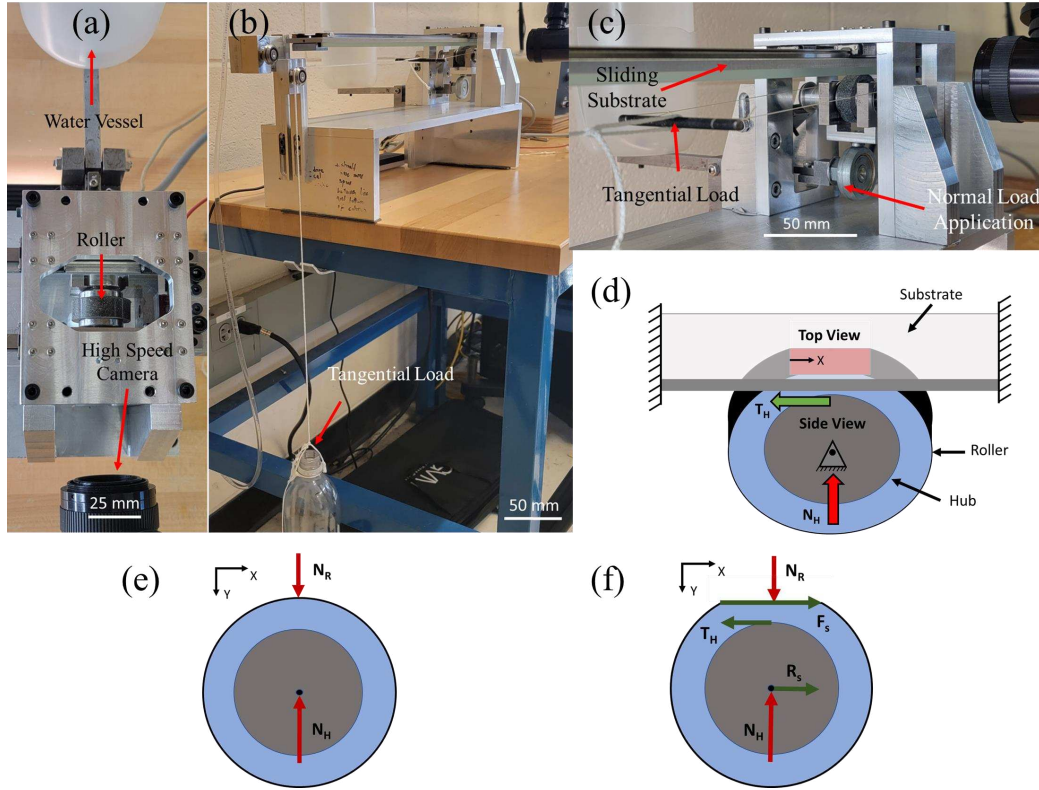 (a)
Water Vessel
Roller
High Speed
Camera
25 mm
(b)
Tangential Load
50 mm
(c)
Sliding
Substrate
Tangential Load
Normal Load
Application
50 mm
(d)
Substrate
Top View
X
T_H
Side View
Roller
Hub
N_H
(e)
X
Y
N_R
N_H
(f)
X
Y
N_R
F_s
T_H
R_s
N_H